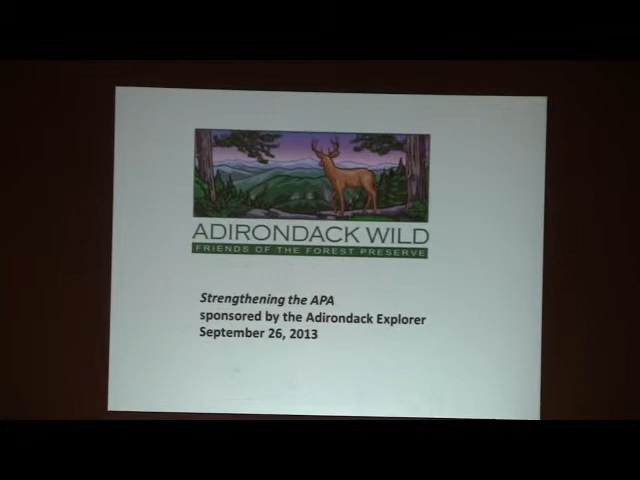 ADIRONDACK WILD
FRIENDS OF THE FOREST PRESERVE
Strengthening the APA
sponsored by the Adirondack Explorer
September 26, 2013